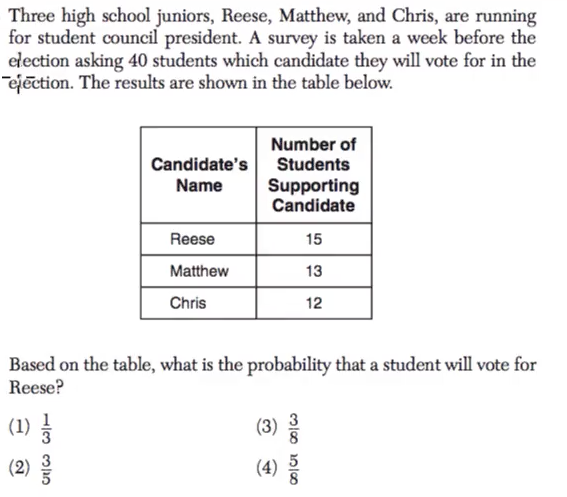 Three high school juniors, Reese, Matthew, and Chris, are running
for student council president. A survey is taken a week before the
election asking 40 students which candidate they will vote for in the
election. The results are shown in the table below.
Candidate's Name Number of Students Supporting Candidate
Reese 15
Matthew 13
Chris 12
Based on the table, what is the probability that a student will vote for
Reese?
(1) 1/3 (3) 3/8
(2) 3/5 (4) 5/8